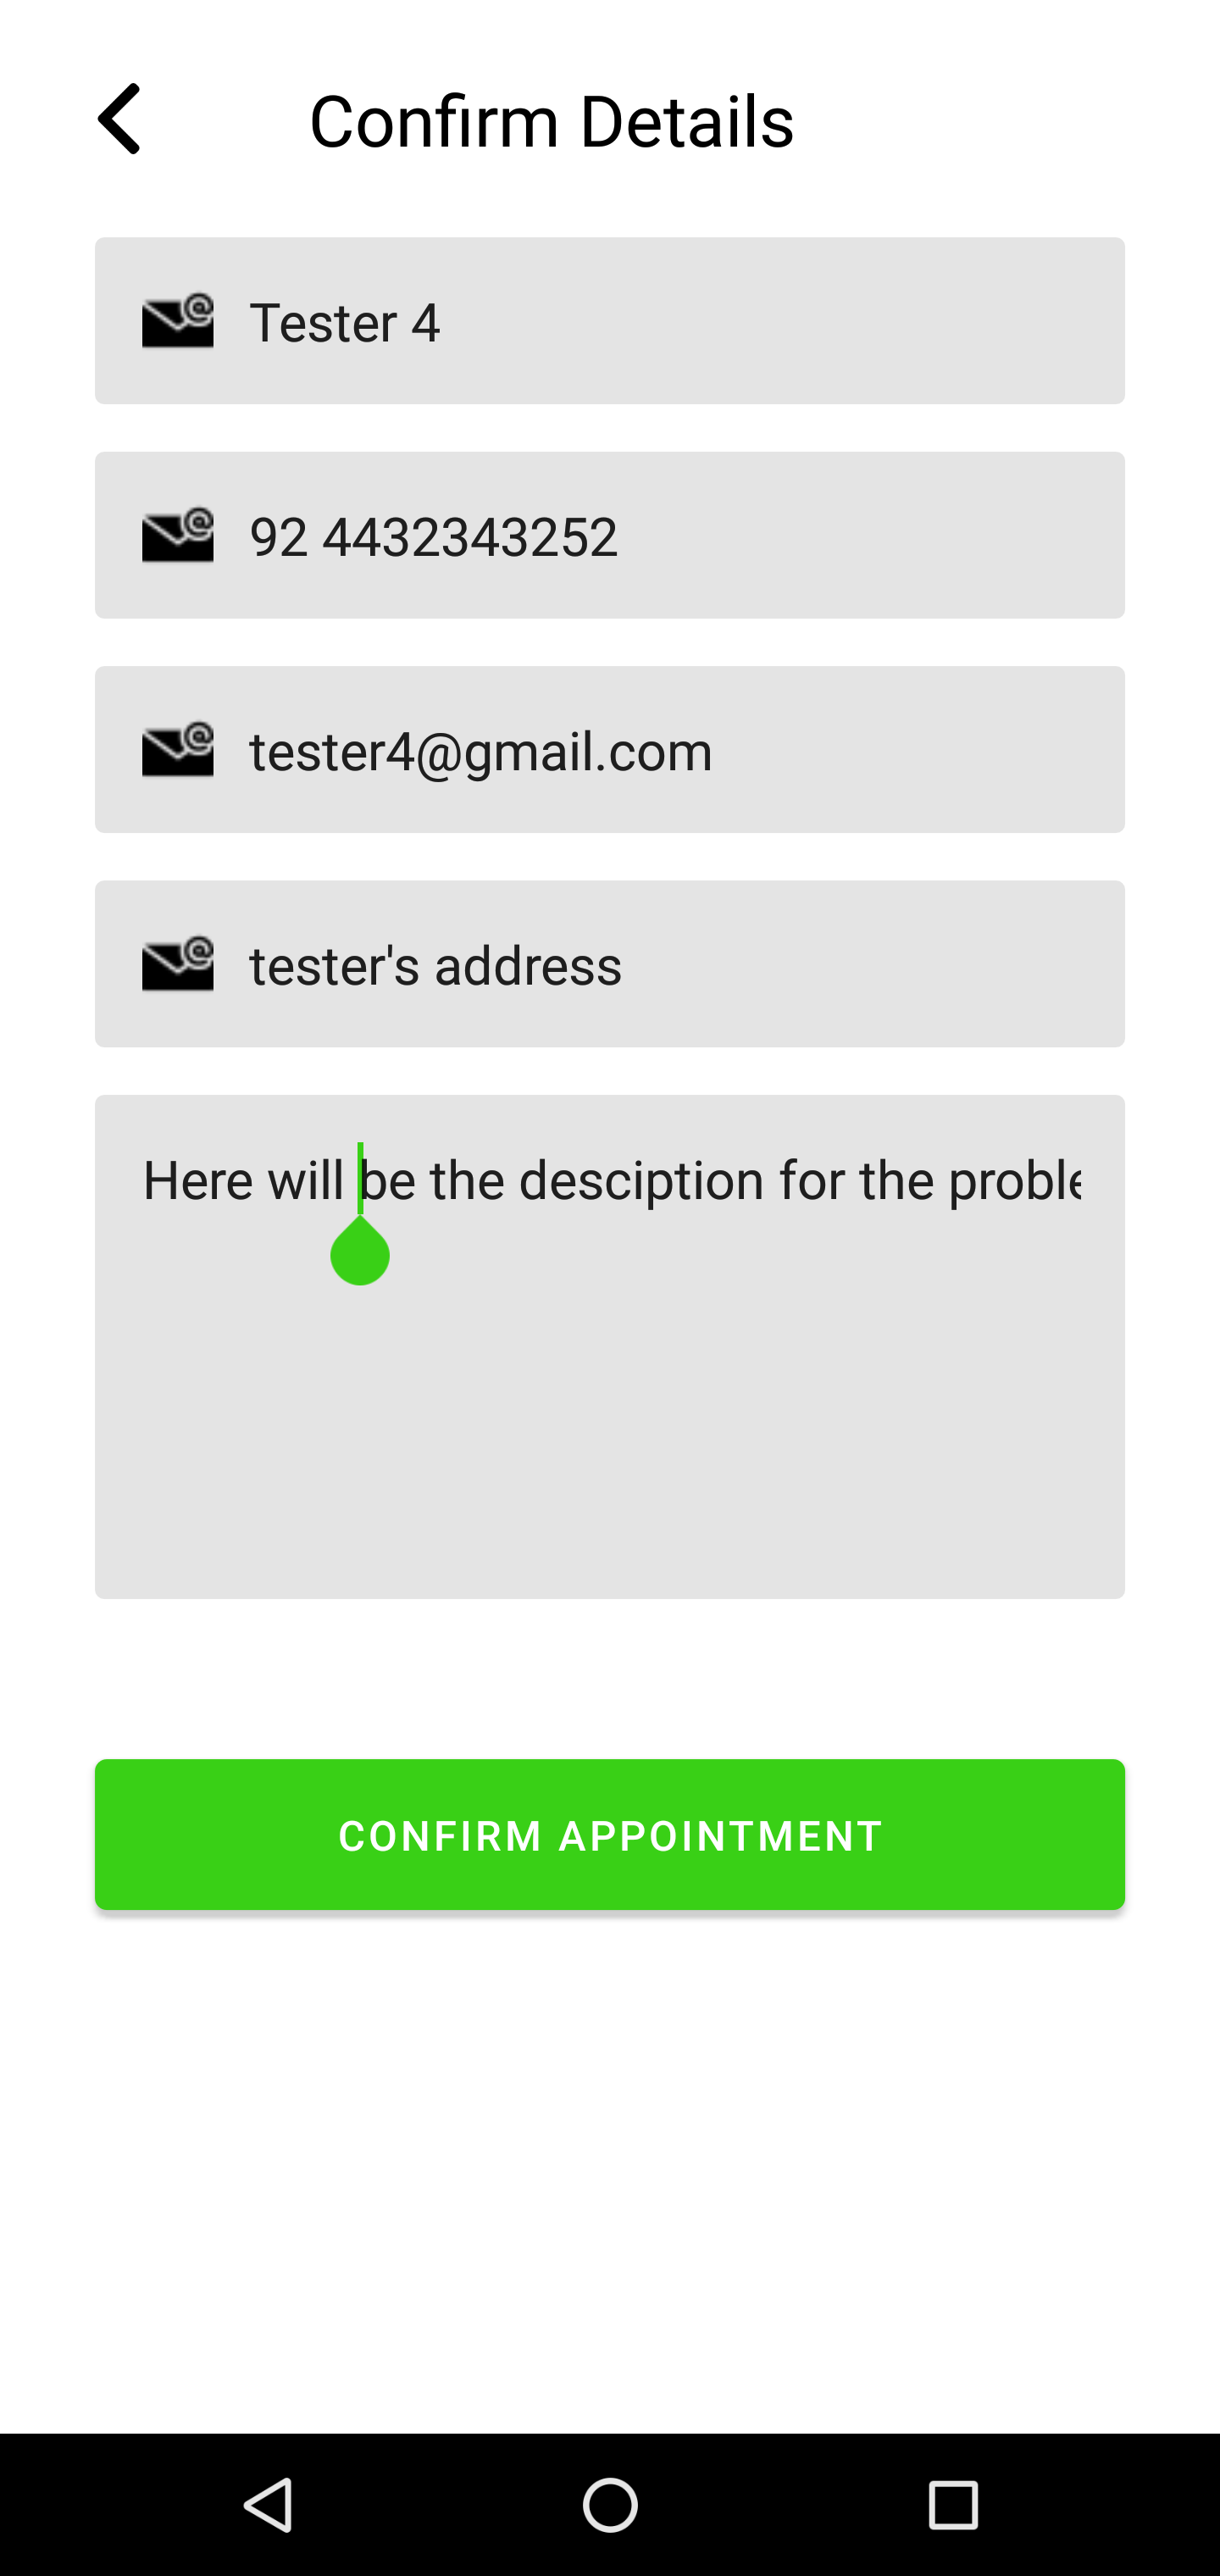 Confirm Details
Tester 4
92 4432343252
tester4@gmail.com
tester's address
Here will be the desciption for the proble
CONFIRM APPOINTMENT